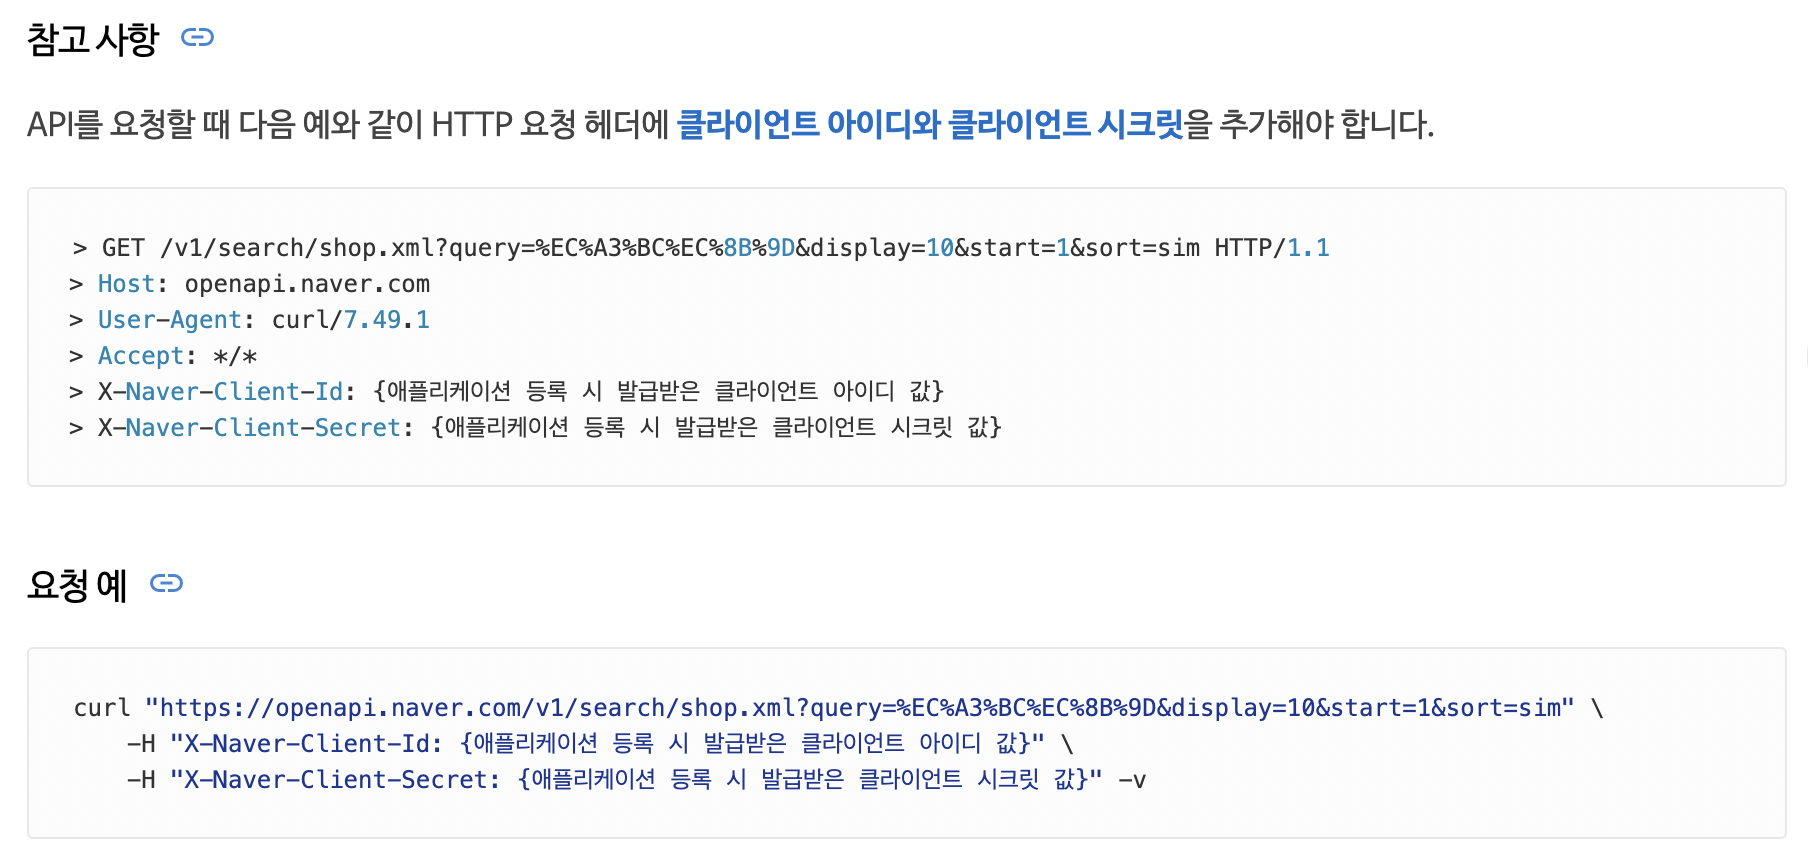 참고 사항
API를 요청할 때 다음 예와 같이 HTTP 요청 헤더에 클라이언트 아이디와 클라이언트 시크릿을 추가해야 합니다.
> GET /v1/search/shop.xml?query=%EC%A3%BC%EC%8B%9D&display=10&start=1&sort=sim HTTP/1.1
> Host: openapi.naver.com
> User-Agent: curl/7.49.1
> Accept: */*
> X-Naver-Client-Id: {애플리케이션 등록 시 발급받은 클라이언트 아이디 값}
> X-Naver-Client-Secret: {애플리케이션 등록 시 발급받은 클라이언트 시크릿 값}
요청 예
curl "https://openapi.naver.com/v1/search/shop.xml?query=%EC%A3%BC%EC%8B%9D&display=10&start=1&sort=sim" \
    -H "X-Naver-Client-Id: {애플리케이션 등록 시 발급받은 클라이언트 아이디 값}" \
    -H "X-Naver-Client-Secret: {애플리케이션 등록 시 발급받은 클라이언트 시크릿 값}" -v